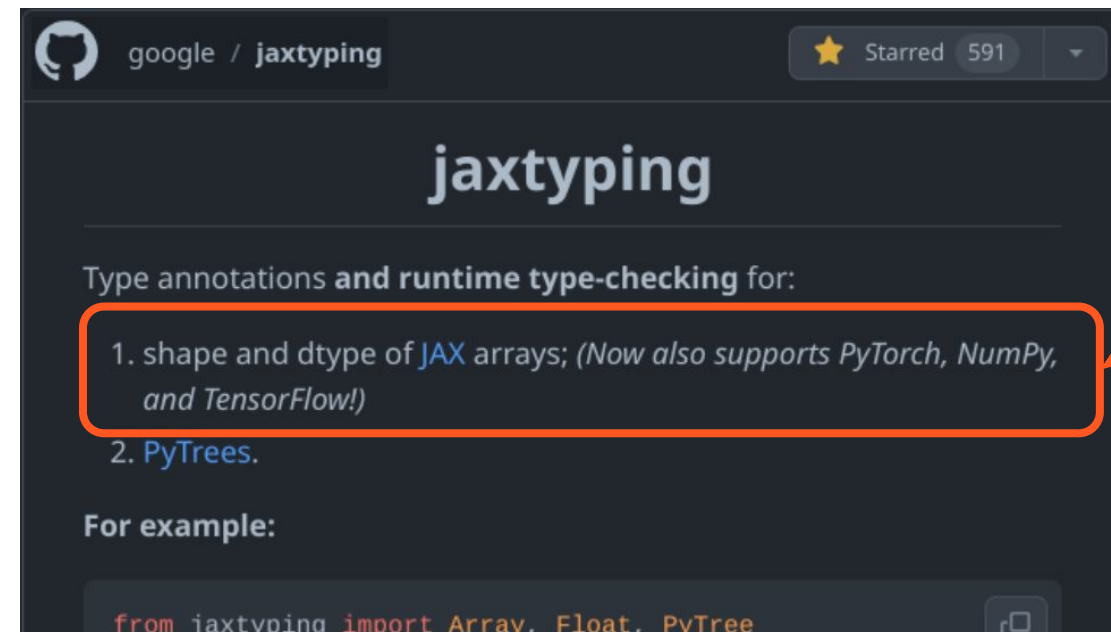 google / jaxtyping
Starred 591
jaxtyping
Type annotations and runtime type-checking for:
1. shape and dtype of JAX arrays; (Now also supports PyTorch, NumPy,
and TensorFlow!)
2. PyTrees.
For example:
from jaxtyping import Array, Float, PyTree